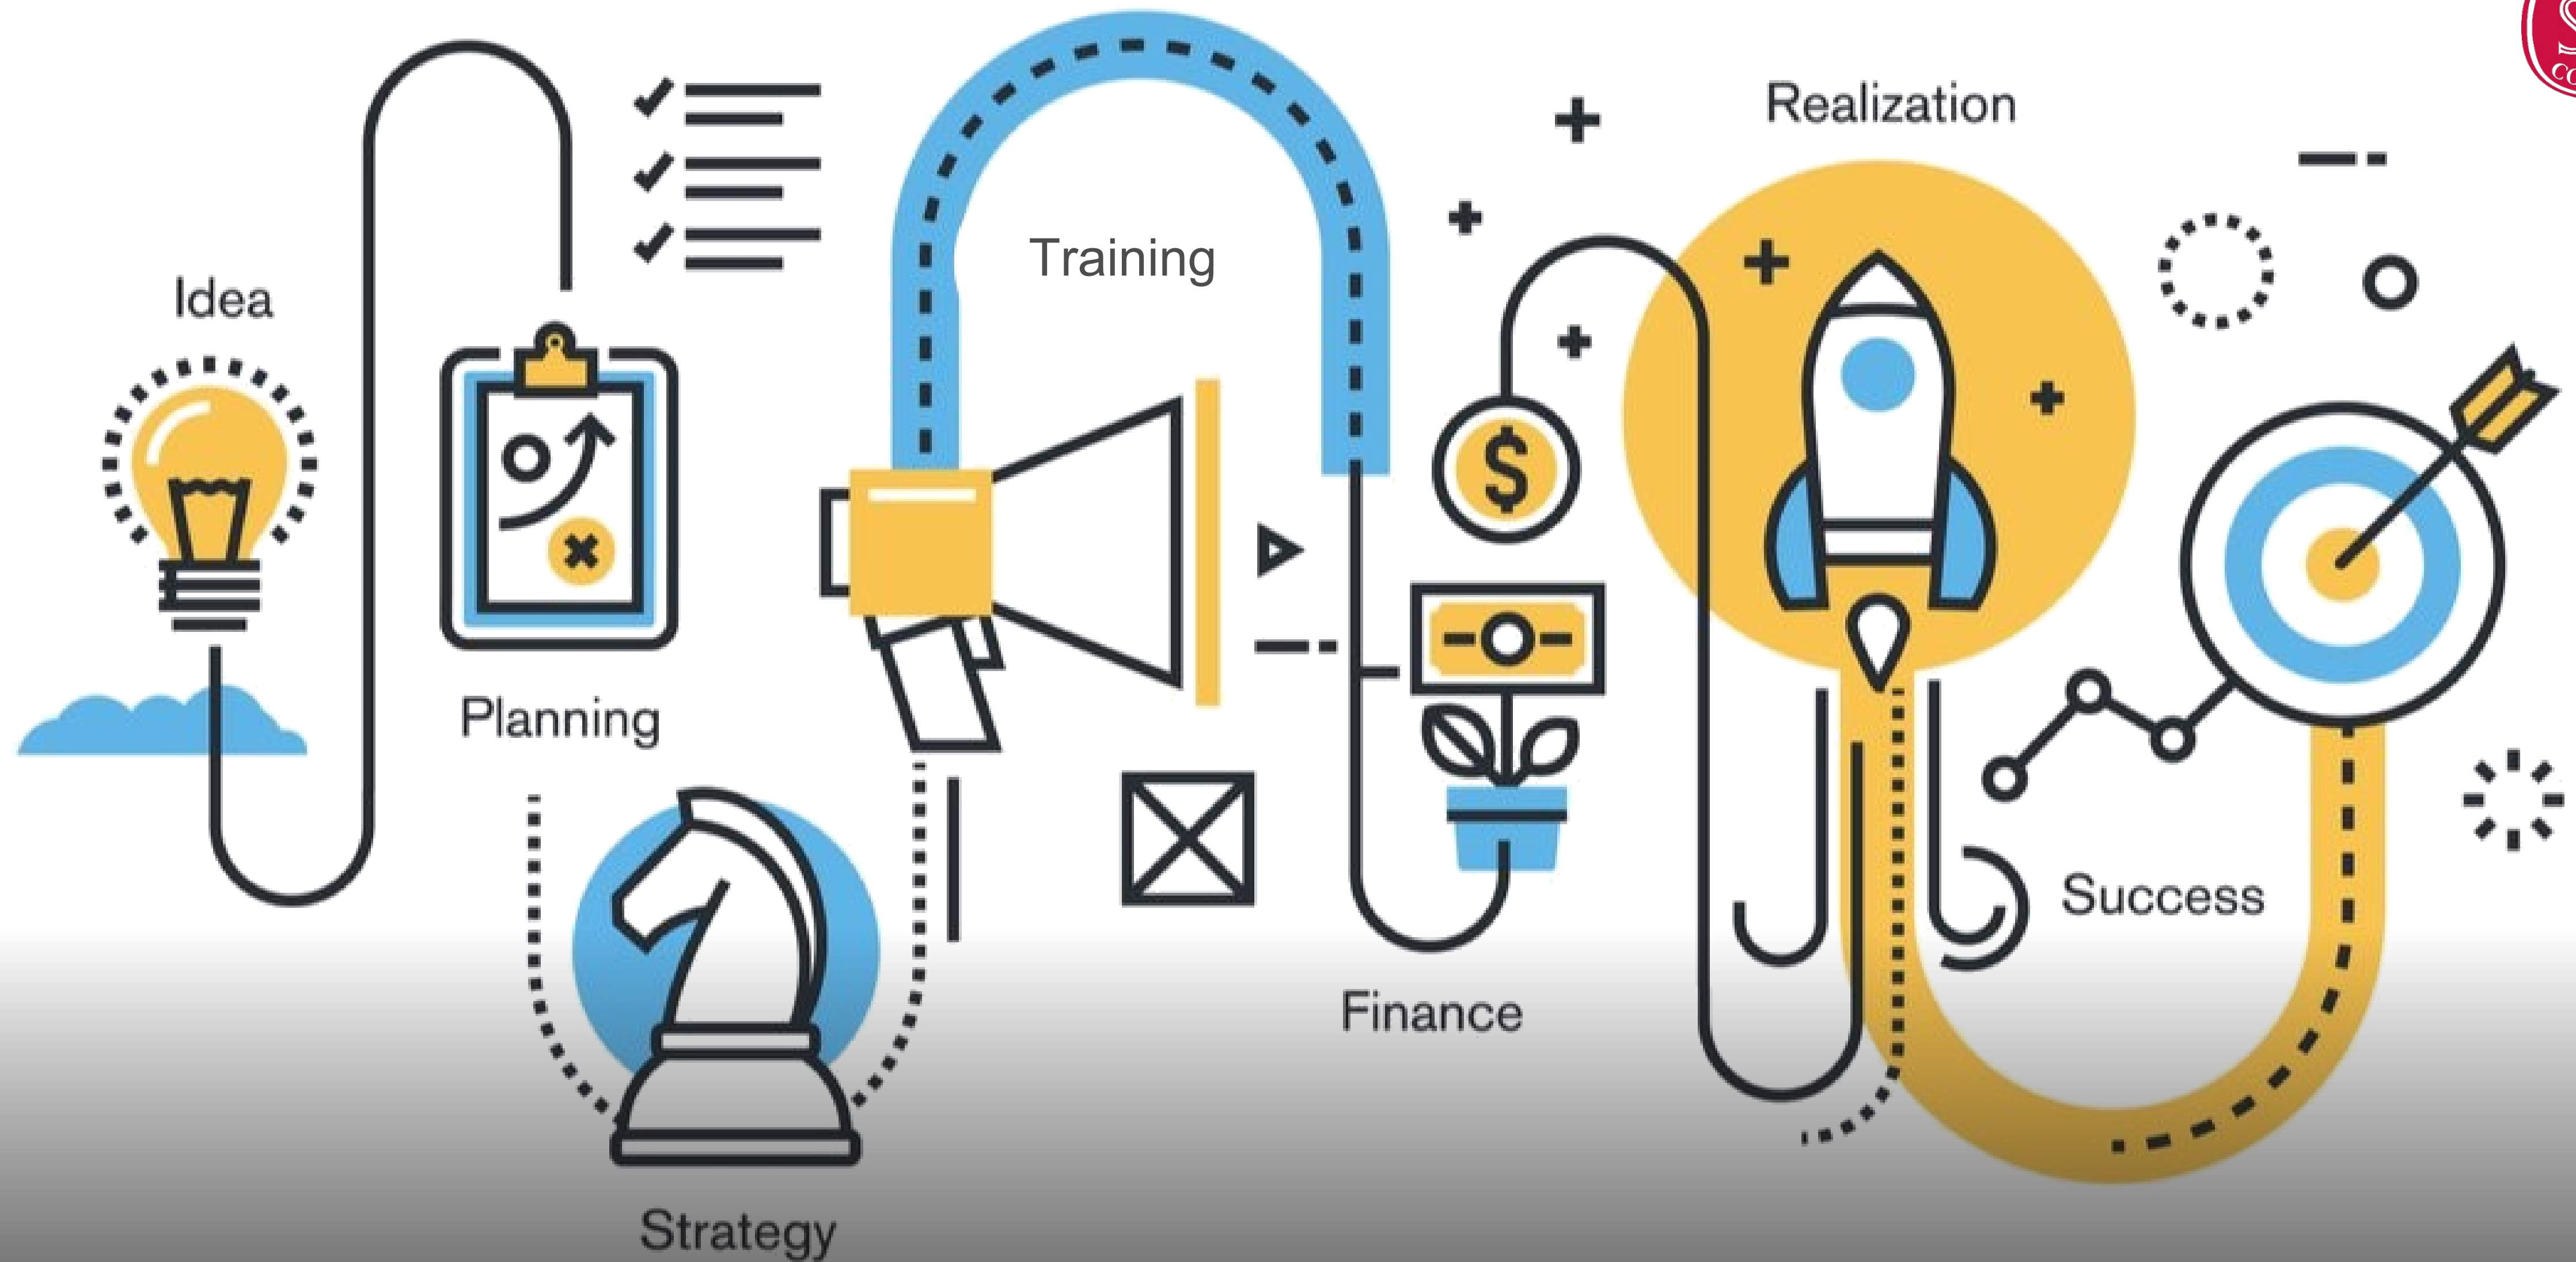 Idea
Planning
Strategy
Training
$
Finance
Realization
Success